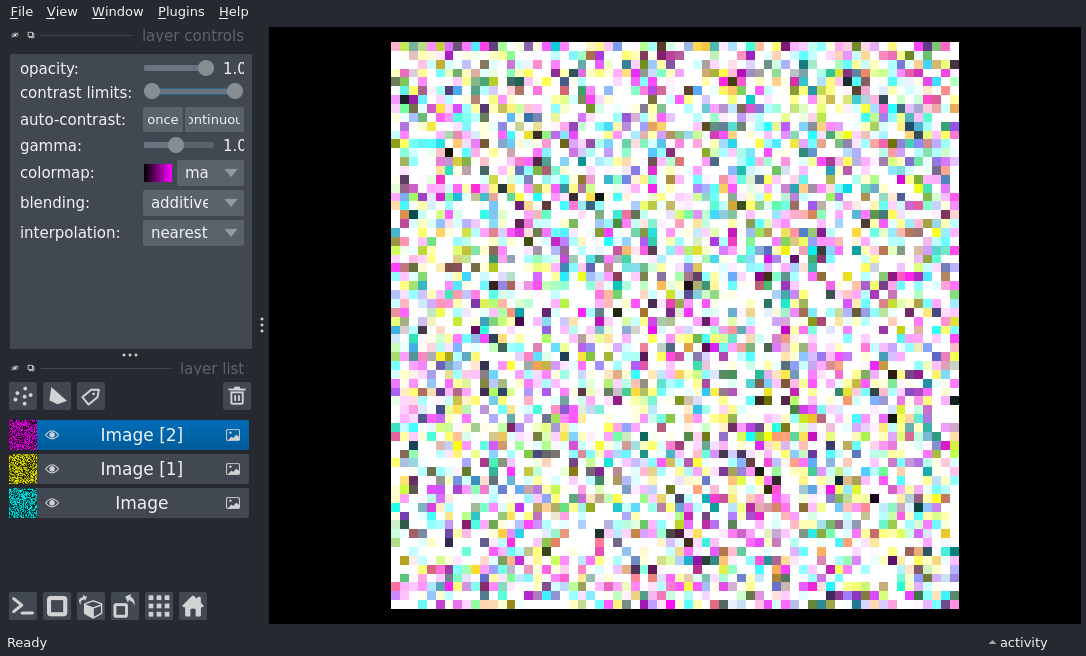 File View Window Plugins Help
layer controls
opacity: 1.0
contrast limits:
auto-contrast: once ontinuou
gamma: 1.0
colormap: ma
blending: additive
interpolation: nearest
layer list
Image [2]
Image [1]
Image
Ready activity